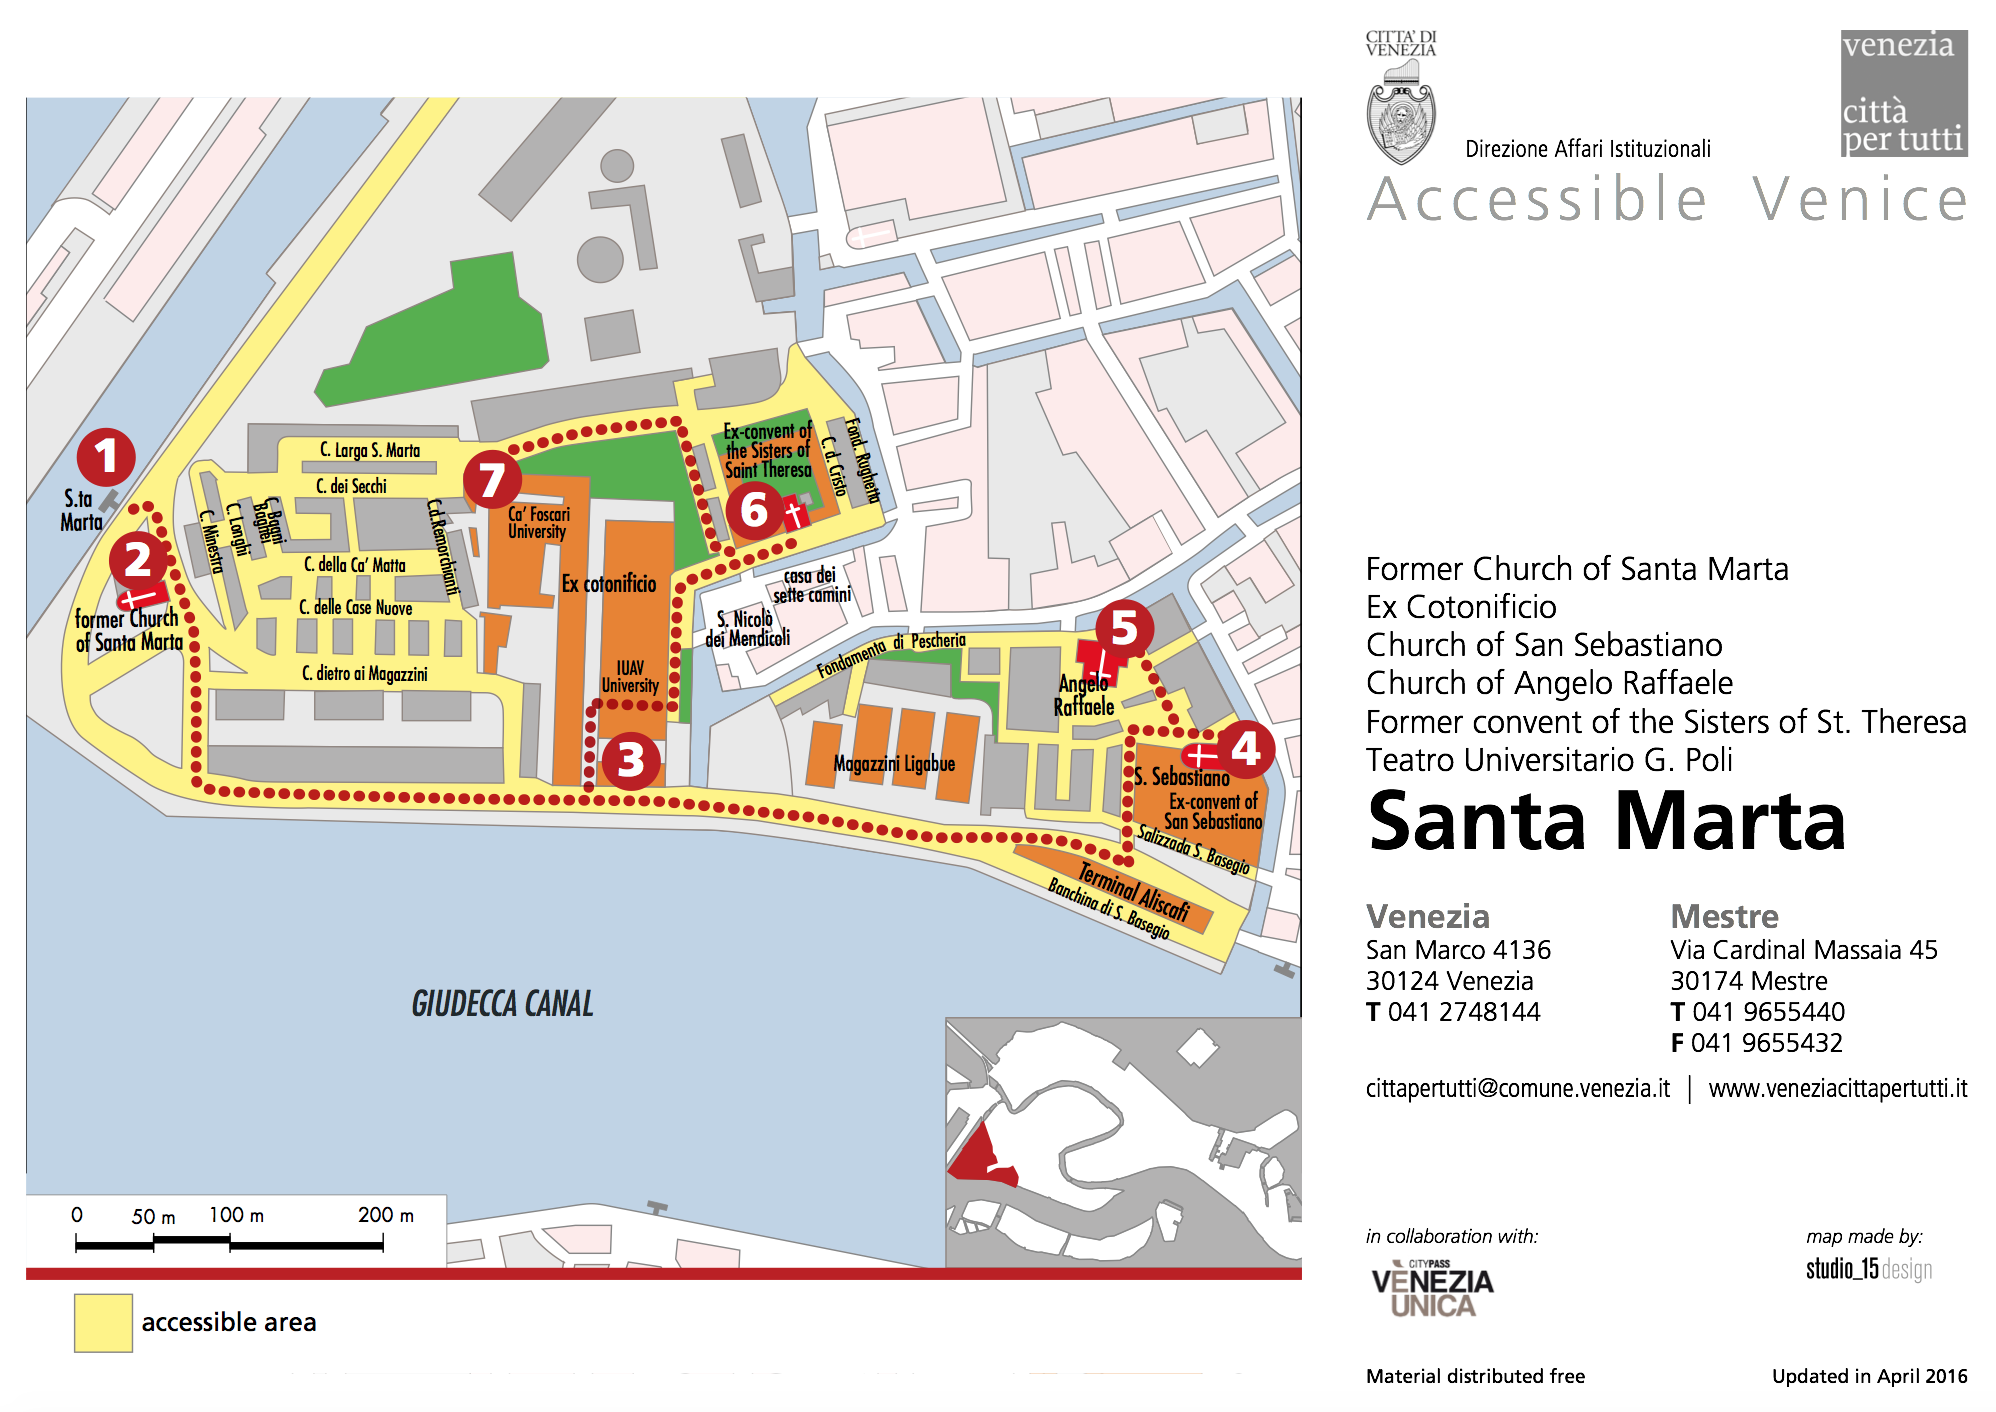 CITTA' DI
VENEZIA
Direzione Affari Istituzionali
venezia
città
per tutti
Accessible Venice
Former Church of Santa Marta
Ex Cotonificio
Church of San Sebastiano
Church of Angelo Raffaele
Former convent of the Sisters of St. Theresa
Teatro Universitario G. Poli
Santa Marta
Venezia
San Marco 4136
30124 Venezia
T 041 2748144
Mestre
Via Cardinal Massaia 45
30174 Mestre
T 041 9655440
F 041 9655432
cittapertutti@comune.venezia.it | www.veneziacittapertutti.it
in collaboration with:
CITYPASS
VENEZIA
UNICA
map made by:
studio_15design
Material distributed free
Updated in April 2016
1
S.ta
Marta
2
former Church
of Santa Marta
C. Larga S. Marta
C. dei Secchi
C. Minestra
C. Longhi
C. Bagni
Baglnei
C.d.Remorchianti
C. della Ca' Matta
C. delle Case Nuove
C. dietro ai Magazzini
7
Ca' Foscari
University
Ex cotonificio
IUAV
University
3
Ex-convent of
the Sisters of
Saint Theresa
6
C. d. Cristo
Fond. Rughetta
casa dei
sette camini
S. Nicolò
dei Mendicoli
Fondamenta di Pescheria
5
Angelo
Raffaele
4
Magazzini Ligabue
S. Sebastiano
Ex-convent of
San Sebastiano
Salizzada S. Basegio
Terminal Aliscafi
Banchina di S. Basegio
GIUDECCA CANAL
0 50 m 100 m 200 m
accessible area